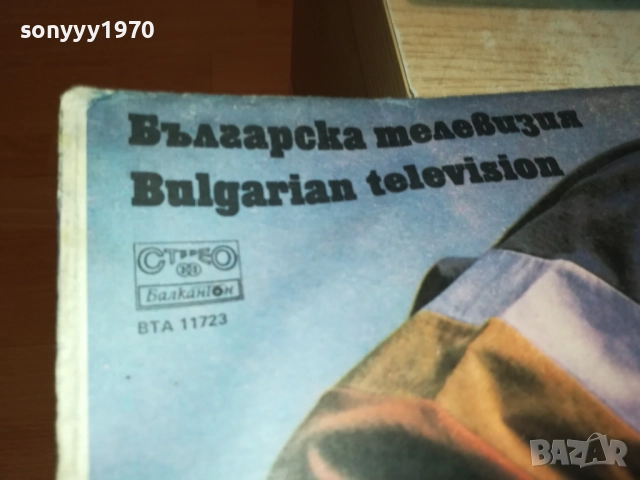 sonyyy1970
Българска телевизия
Bulgarian television
СТЕРЕО
Балкантон
ВТА 11723
BAZAR